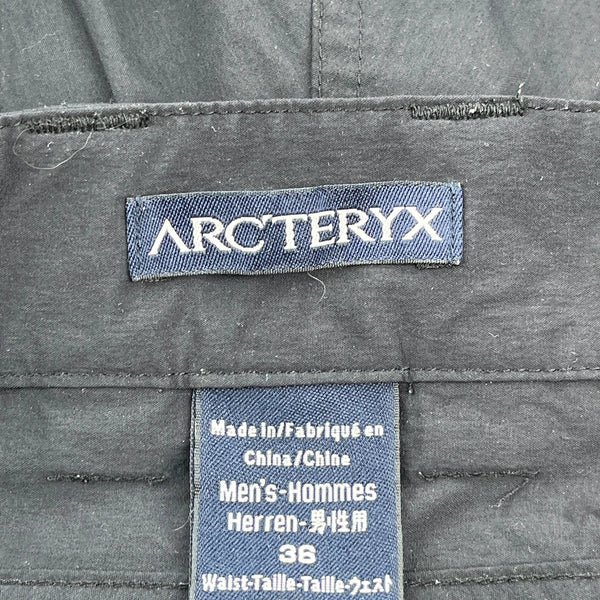 ARC'TERYX
Made In/Fabriqué en
China/Chine
Men's-Hommes
Herren-男性用
36
Waist-Taille-Taille-ウェスト